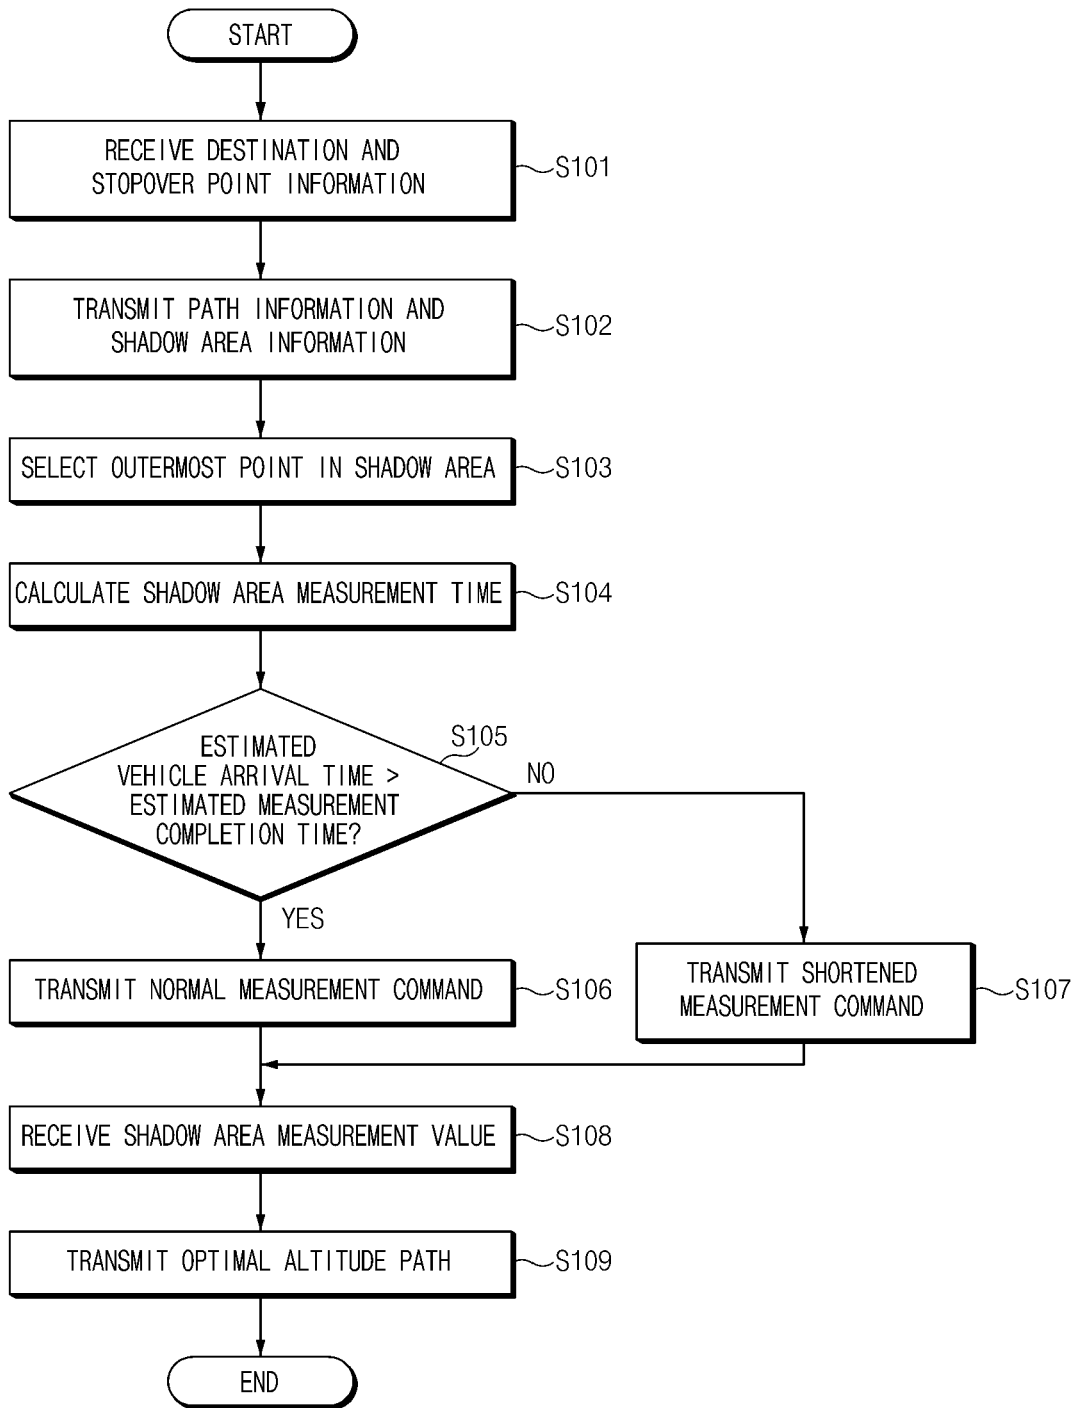 START
RECEIVE DESTINATION AND
STOPOVER POINT INFORMATION
S101
TRANSMIT PATH INFORMATION AND
SHADOW AREA INFORMATION
S102
SELECT OUTERMOST POINT IN SHADOW AREA
S103
CALCULATE SHADOW AREA MEASUREMENT TIME
S104
ESTIMATED
VEHICLE ARRIVAL TIME >
ESTIMATED MEASUREMENT
COMPLETION TIME?
S105
NO
YES
TRANSMIT NORMAL MEASUREMENT COMMAND
S106
TRANSMIT SHORTENED
MEASUREMENT COMMAND
S107
RECEIVE SHADOW AREA MEASUREMENT VALUE
S108
TRANSMIT OPTIMAL ALTITUDE PATH
S109
END